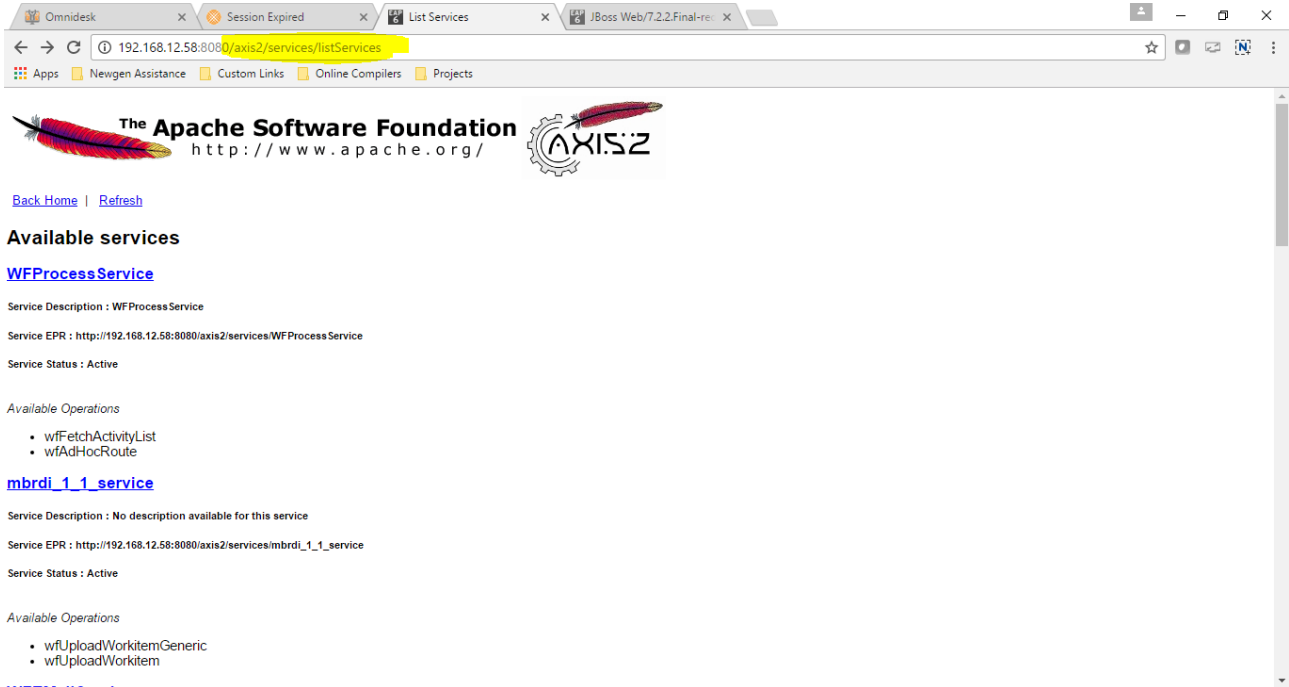 Omnidesk
Session Expired
List Services
JBoss Web/7.2.2.Final-red
192.168.12.58:8080/axis2/services/listServices
Apps Newgen Assistance Custom Links Online Compilers Projects
The Apache Software Foundation
http://www.apache.org/
AXIS2
Back Home | Refresh
Available services
WFProcessService
Service Description : WFProcessService
Service EPR : http://192.168.12.58:8080/axis2/services/WFProcessService
Service Status : Active
Available Operations
• wfFetchActivityList
• wfAdHocRoute
mbrdi_1_1_service
Service Description : No description available for this service
Service EPR : http://192.168.12.58:8080/axis2/services/mbrdi_1_1_service
Service Status : Active
Available Operations
• wfUploadWorkitemGeneric
• wfUploadWorkitem